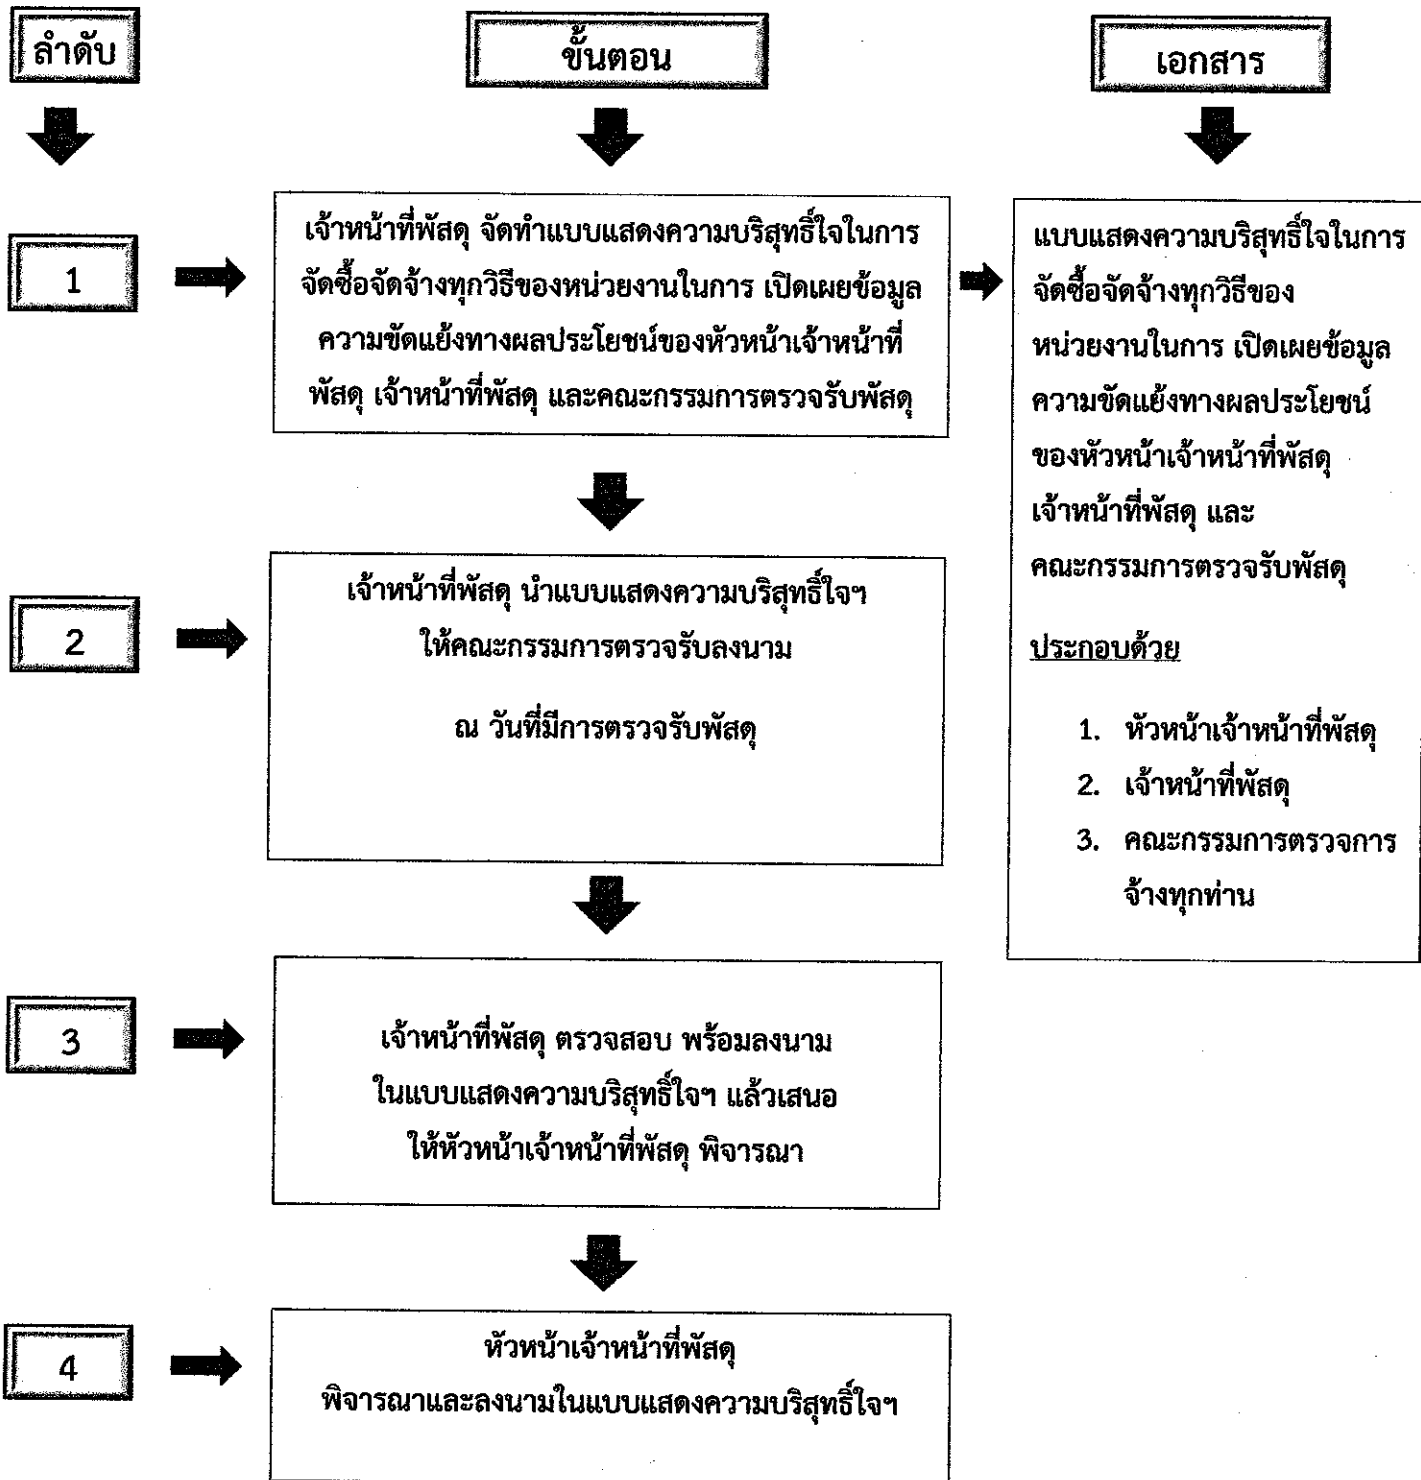 ลำดับ
ขั้นตอน
เอกสาร
1
เจ้าหน้าที่พัสดุ จัดทำแบบแสดงความบริสุทธิ์ใจในการ
จัดซื้อจัดจ้างทุกวิธีของหน่วยงานในการ เปิดเผยข้อมูล
ความขัดแย้งทางผลประโยชน์ของหัวหน้าเจ้าหน้าที่
พัสดุ เจ้าหน้าที่พัสดุ และคณะกรรมการตรวจรับพัสดุ
แบบแสดงความบริสุทธิ์ใจในการ
จัดซื้อจัดจ้างทุกวิธีของ
หน่วยงานในการ เปิดเผยข้อมูล
ความขัดแย้งทางผลประโยชน์
ของหัวหน้าเจ้าหน้าที่พัสดุ
เจ้าหน้าที่พัสดุ และ
คณะกรรมการตรวจรับพัสดุ
ประกอบด้วย
1. หัวหน้าเจ้าหน้าที่พัสดุ
2. เจ้าหน้าที่พัสดุ
3. คณะกรรมการตรวจการ
จ้างทุกท่าน
2
เจ้าหน้าที่พัสดุ นำแบบแสดงความบริสุทธิ์ใจฯ
ให้คณะกรรมการตรวจรับลงนาม
ณ วันที่มีการตรวจรับพัสดุ
3
เจ้าหน้าที่พัสดุ ตรวจสอบ พร้อมลงนาม
ในแบบแสดงความบริสุทธิ์ใจฯ แล้วเสนอ
ให้หัวหน้าเจ้าหน้าที่พัสดุ พิจารณา
4
หัวหน้าเจ้าหน้าที่พัสดุ
พิจารณาและลงนามในแบบแสดงความบริสุทธิ์ใจฯ